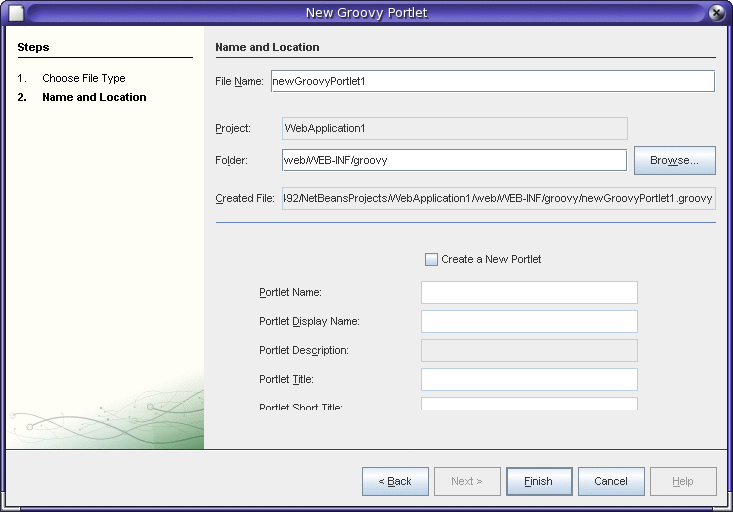 New Groovy Portlet
Steps
1. Choose File Type
2. Name and Location
Name and Location
File Name: newGroovyPortlet1
Project: WebApplication1
Folder: web/WEB-INF/groovy Browse...
Created File: 492/NetBeansProjects/WebApplication1/web/WEB-INF/groovy/newGroovyPortlet1.groovy
Create a New Portlet
Portlet Name:
Portlet Display Name:
Portlet Description:
Portlet Title:
Portlet Short Title:
< Back Next > Finish Cancel Help